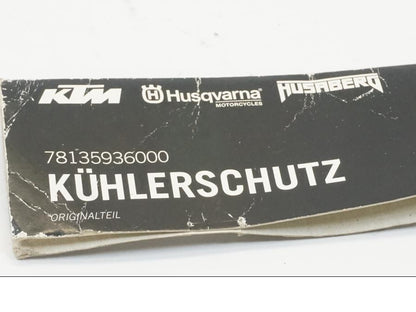 KTM Husqvarna HUSABERG
MOTORCYCLES
78135936000
KÜHLERSCHUTZ
ORIGINALTEIL